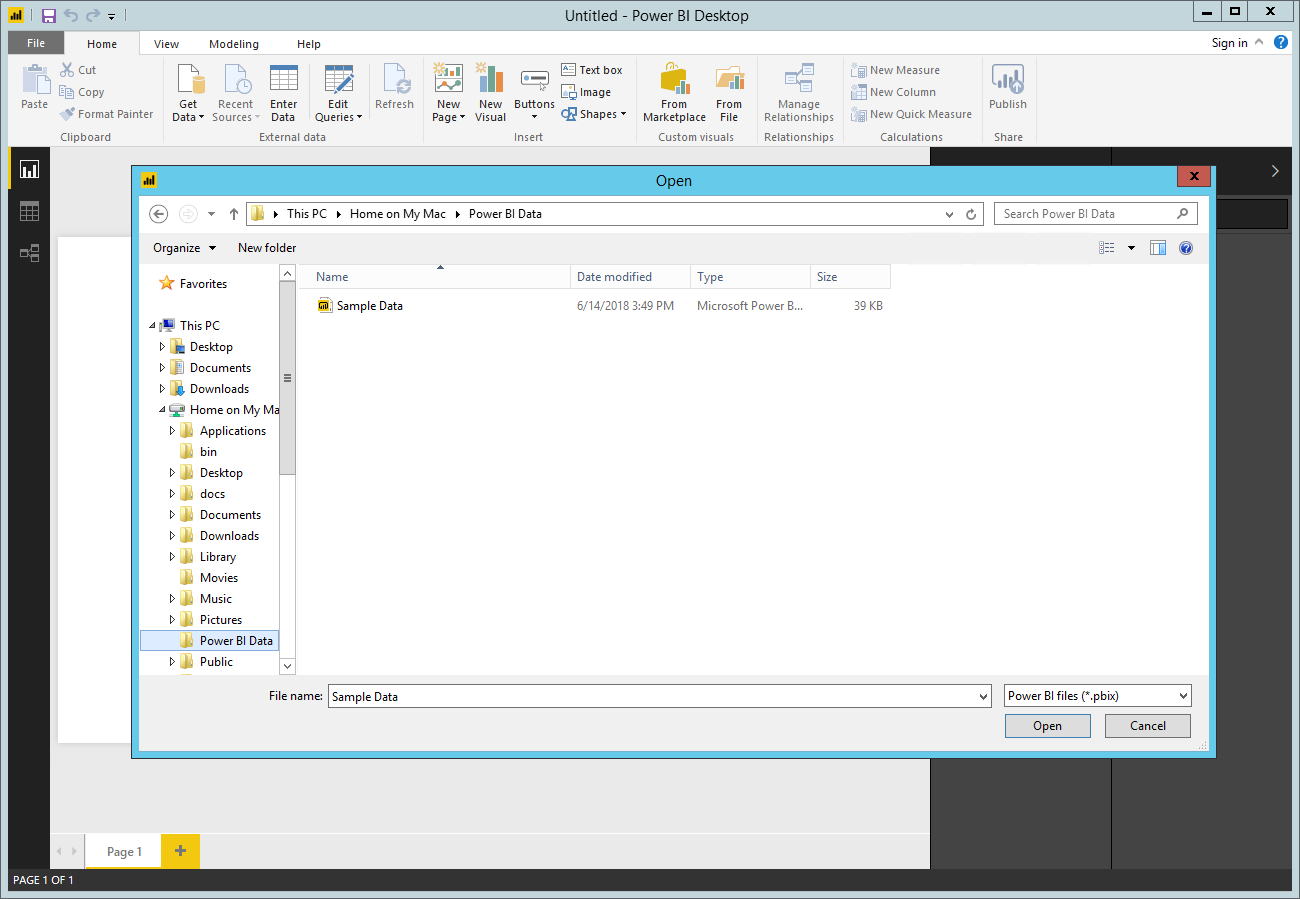 Untitled - Power BI Desktop
File Home View Modeling Help Sign in
Paste
Cut
Copy
Format Painter
Clipboard
Get Data
Recent Sources
Enter Data
Edit Queries
Refresh
External data
New Page
New Visual
Buttons
Text box
Image
Shapes
Insert
From Marketplace
From File
Custom visuals
Manage Relationships
Relationships
New Measure
New Column
New Quick Measure
Calculations
Publish
Share
Open
This PC Home on My Mac Power BI Data
Search Power BI Data
Organize New folder
Favorites
This PC
Desktop
Documents
Downloads
Home on My Ma
Applications
bin
Desktop
docs
Documents
Downloads
Library
Movies
Music
Pictures
Power BI Data
Public
Name Date modified Type Size
Sample Data 6/14/2018 3:49 PM Microsoft Power B... 39 KB
File name: Sample Data Power BI files (*.pbix)
Open Cancel
Page 1
PAGE 1 OF 1